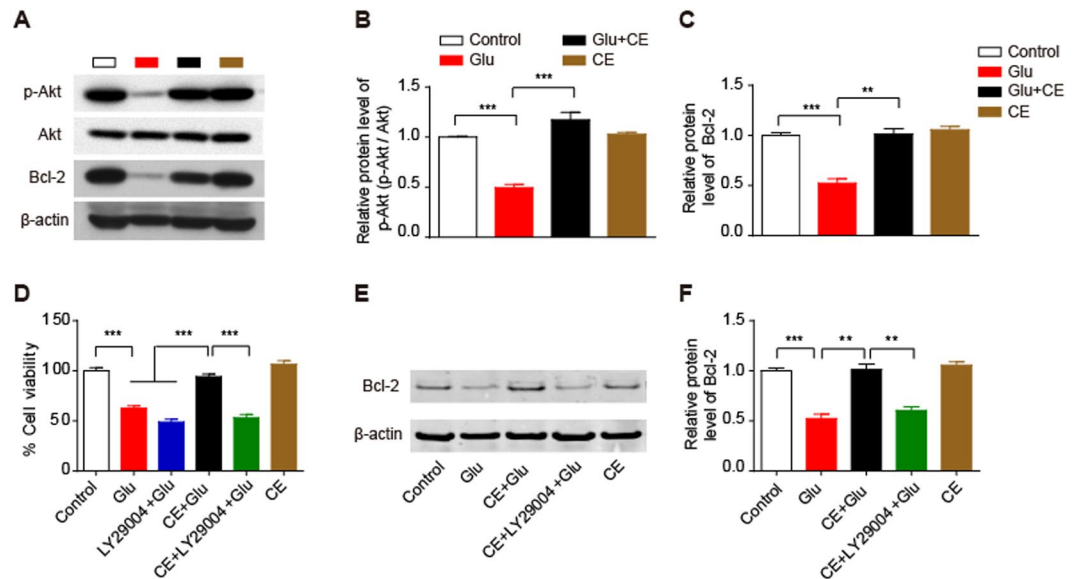 A
p-Akt
Akt
Bcl-2
β-actin
B
Control
Glu
Glu+CE
CE
Relative protein level of
p-Akt (p-Akt / Akt)
1.5
1.0
0.5
0.0
***
***
C
Control
Glu
Glu+CE
CE
Relative protein
level of Bcl-2
1.5
1.0
0.5
0.0
***
**
D
% Cell viability
150
100
50
0
***
***
***
Control
Glu
LY29004 +Glu
CE+Glu
CE+LY29004 +Glu
CE
E
Bcl-2
β-actin
Control
Glu
CE+Glu
CE+LY29004 +Glu
CE
F
Relative protein
level of Bcl-2
1.5
1.0
0.5
0.0
***
**
**
Control
Glu
CE+Glu
CE+LY29004 +Glu
CE